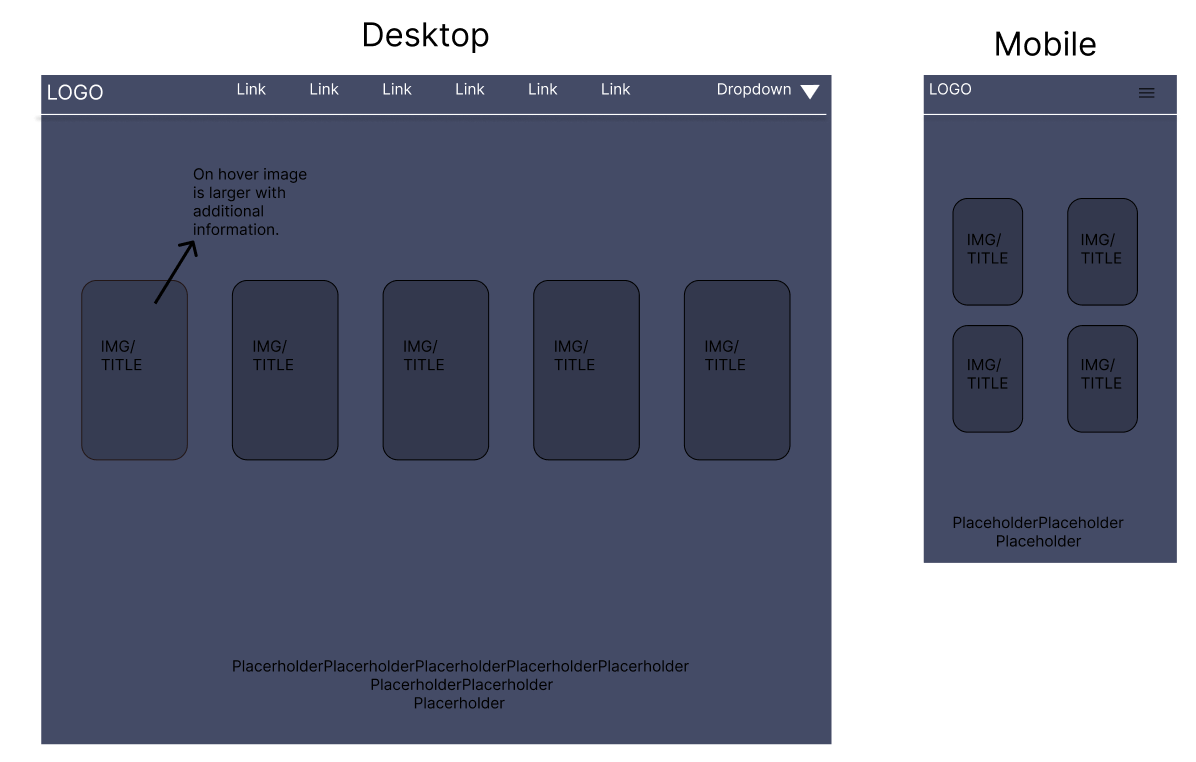 Desktop
LOGO
Link
Link
Link
Link
Link
Link
Dropdown
On hover image
is larger with
additional
information.
IMG/
TITLE
IMG/
TITLE
IMG/
TITLE
IMG/
TITLE
IMG/
TITLE
PlacerholderPlacerholderPlacerholderPlacerholderPlacerholder
PlacerholderPlacerholder
Placerholder
Mobile
LOGO
IMG/
TITLE
IMG/
TITLE
IMG/
TITLE
IMG/
TITLE
PlaceholderPlaceholder
Placeholder